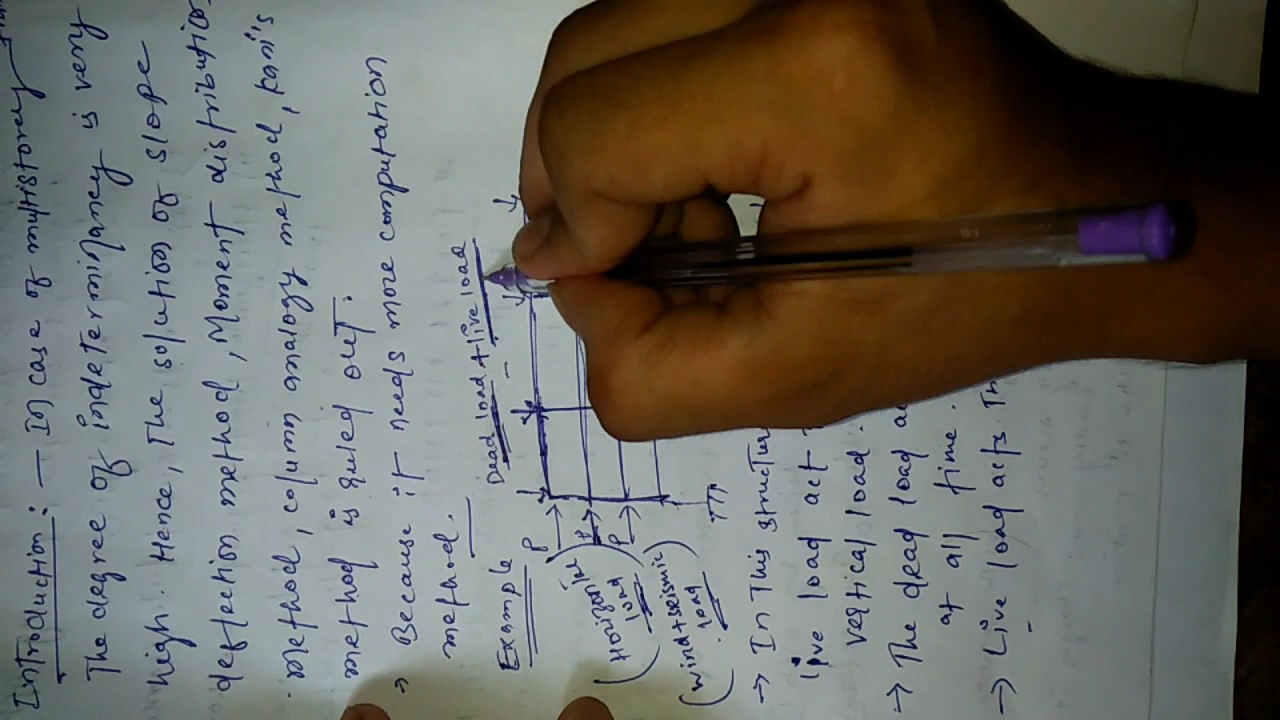 Introduction: - In case of multistorey
The degree of indeterminancy is very
high. Hence, The solution of slope
deflection method, Moment distribution
method, column analogy method, kani's
method is ruled out.
→ Because it needs more computation
method.
Example
Dead load + live load
P
P
P
(Horizontal
load)
(wind+seismic
load)
→ In This structur
live load act
vertical load.
→ The dead load a
at all time.
→ Live load acts Th